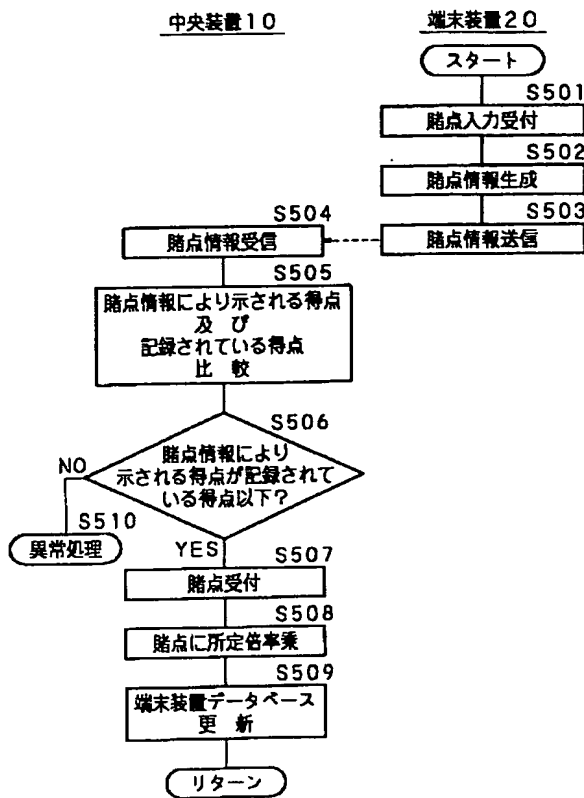 中央装置10
端末装置20
スタート
S501
賭点入力受付
S502
賭点情報生成
S503
賭点情報送信
S504
賭点情報受信
S505
賭点情報により示される得点
及び
記録されている得点
比較
S506
賭点情報により
示される得点が記録されて
いる得点以下?
NO
S510
異常処理
YES
S507
賭点受付
S508
賭点に所定倍率乗
S509
端末装置データベース
更新
リターン